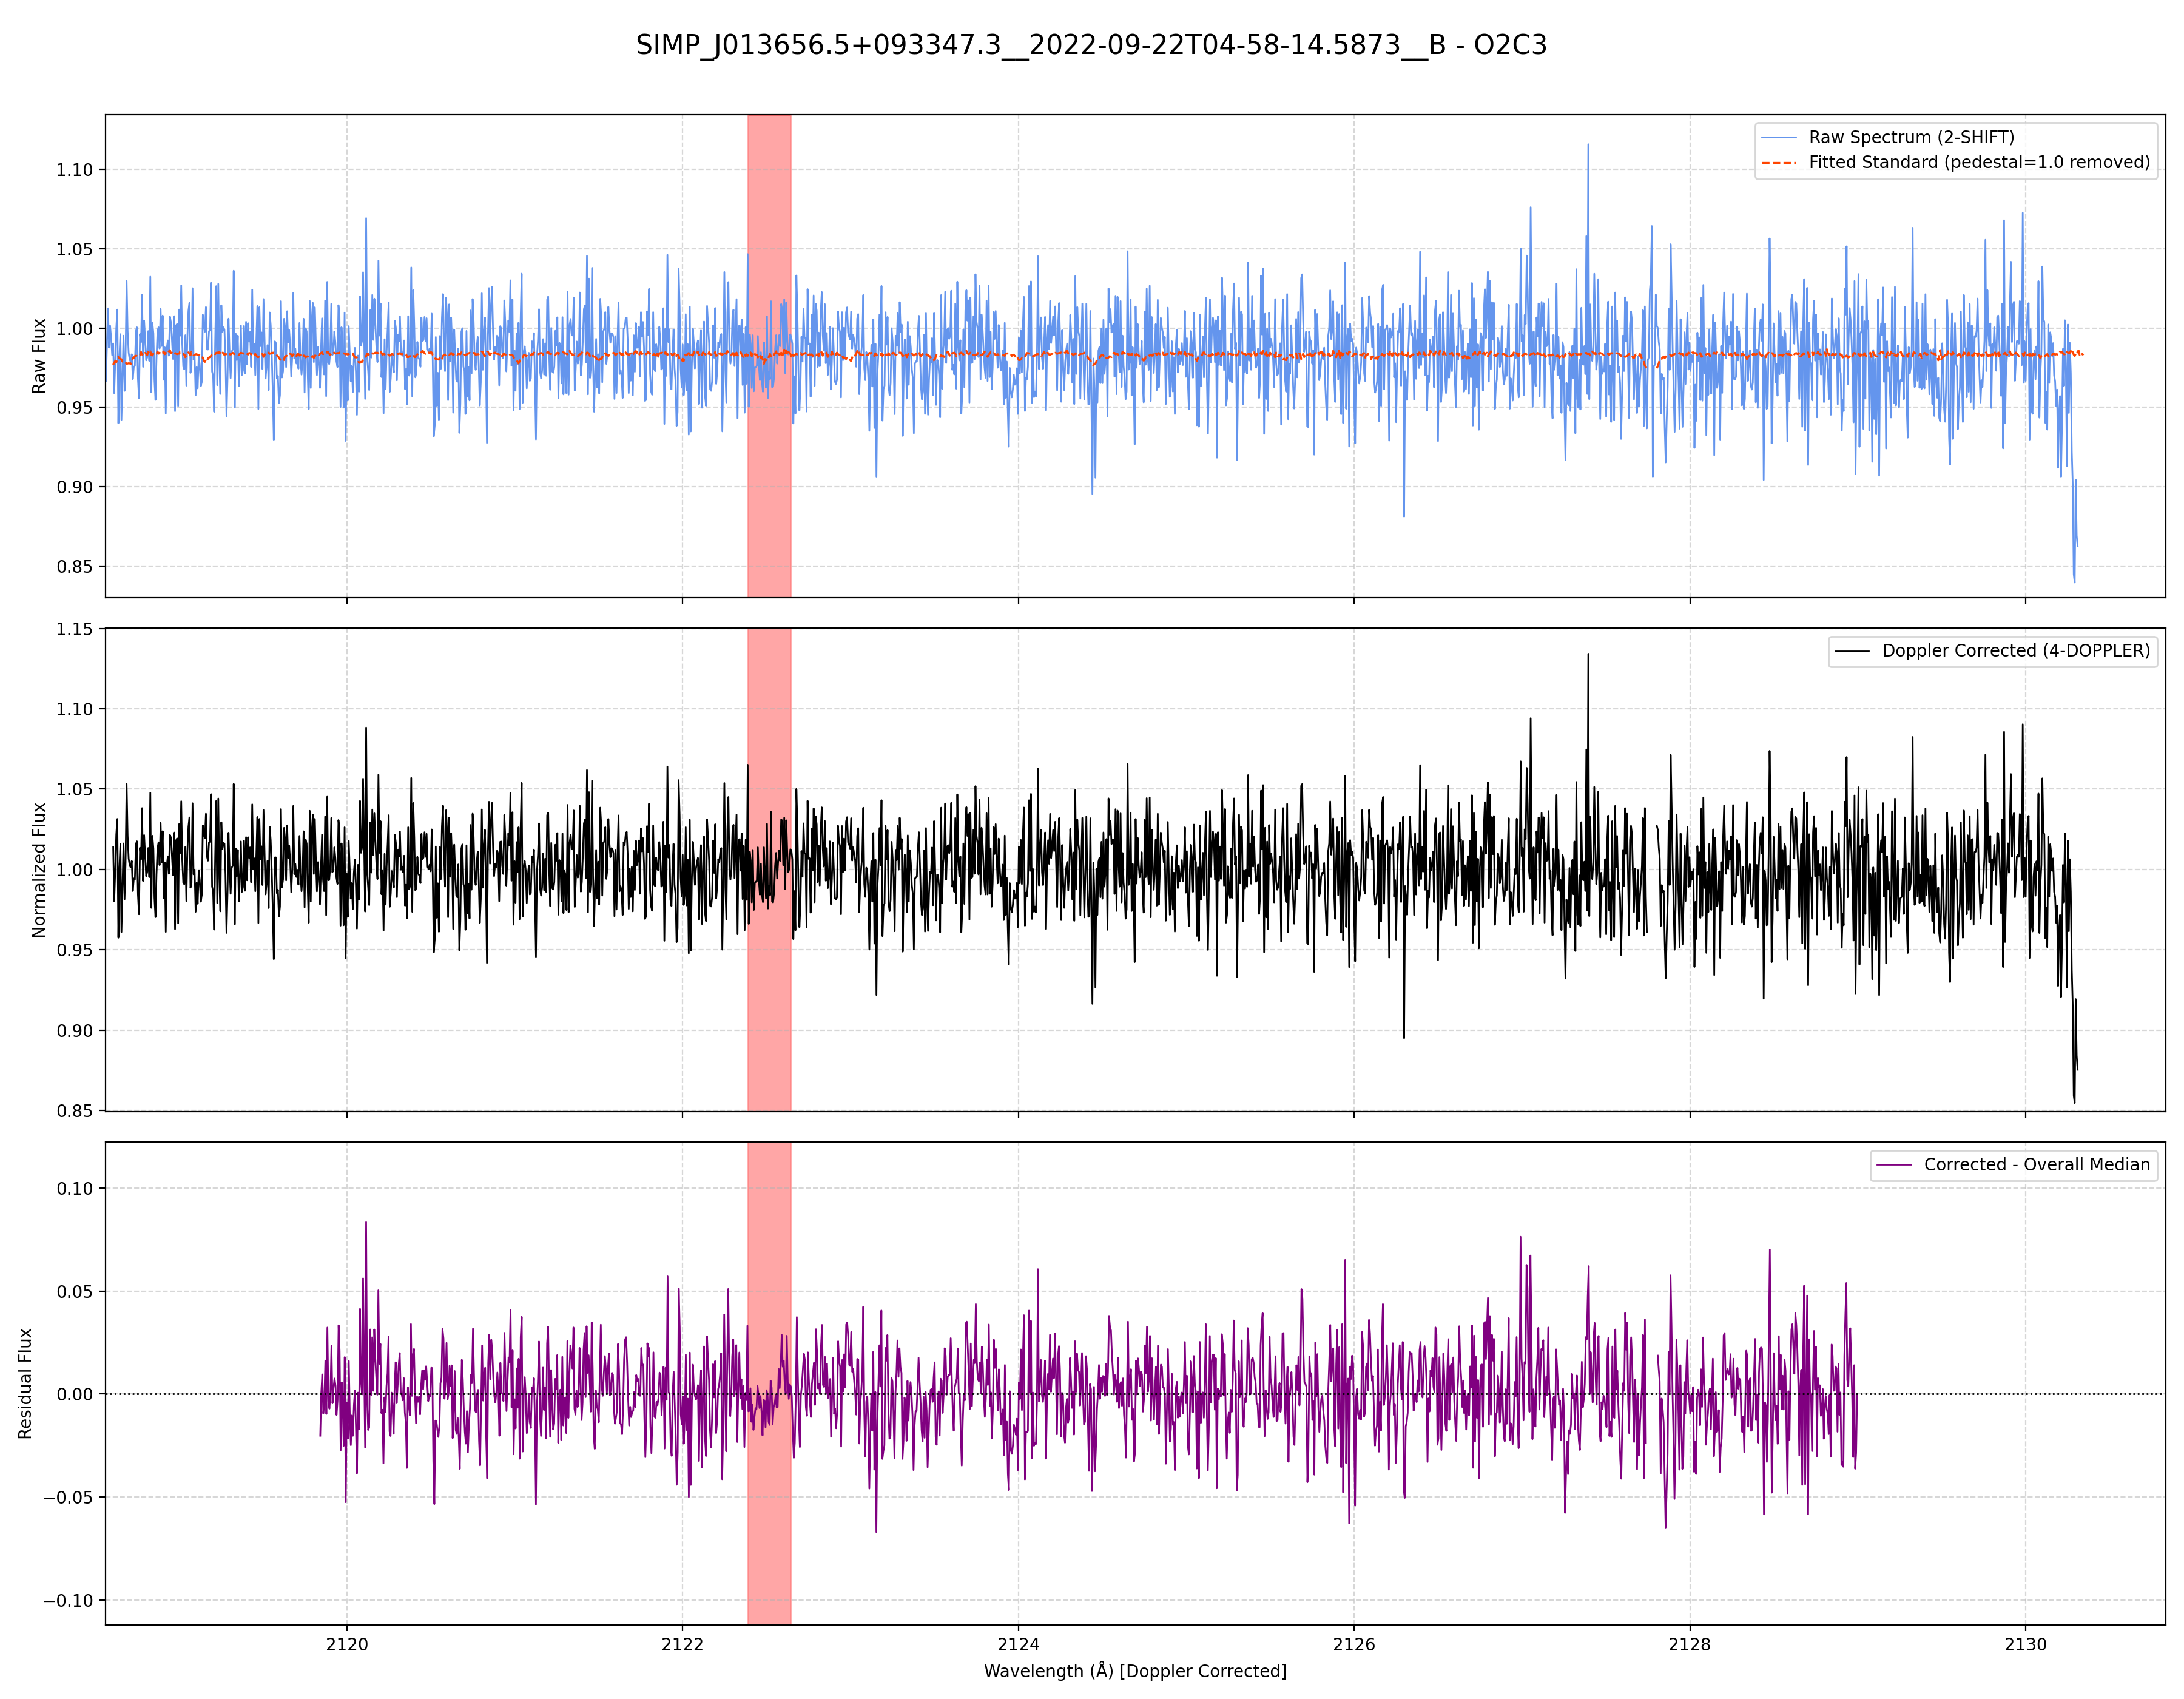 SIMP_J013656.5+093347.3__2022-09-22T04-58-14.5873__B - O2C3
Raw Flux
1.10
1.05
1.00
0.95
0.90
0.85
Raw Spectrum (2-SHIFT)
Fitted Standard (pedestal=1.0 removed)
Normalized Flux
1.15
1.10
1.05
1.00
0.95
0.90
0.85
Doppler Corrected (4-DOPPLER)
Residual Flux
0.10
0.05
0.00
−0.05
−0.10
Corrected - Overall Median
2120 2122 2124 2126 2128 2130
Wavelength (Å) [Doppler Corrected]